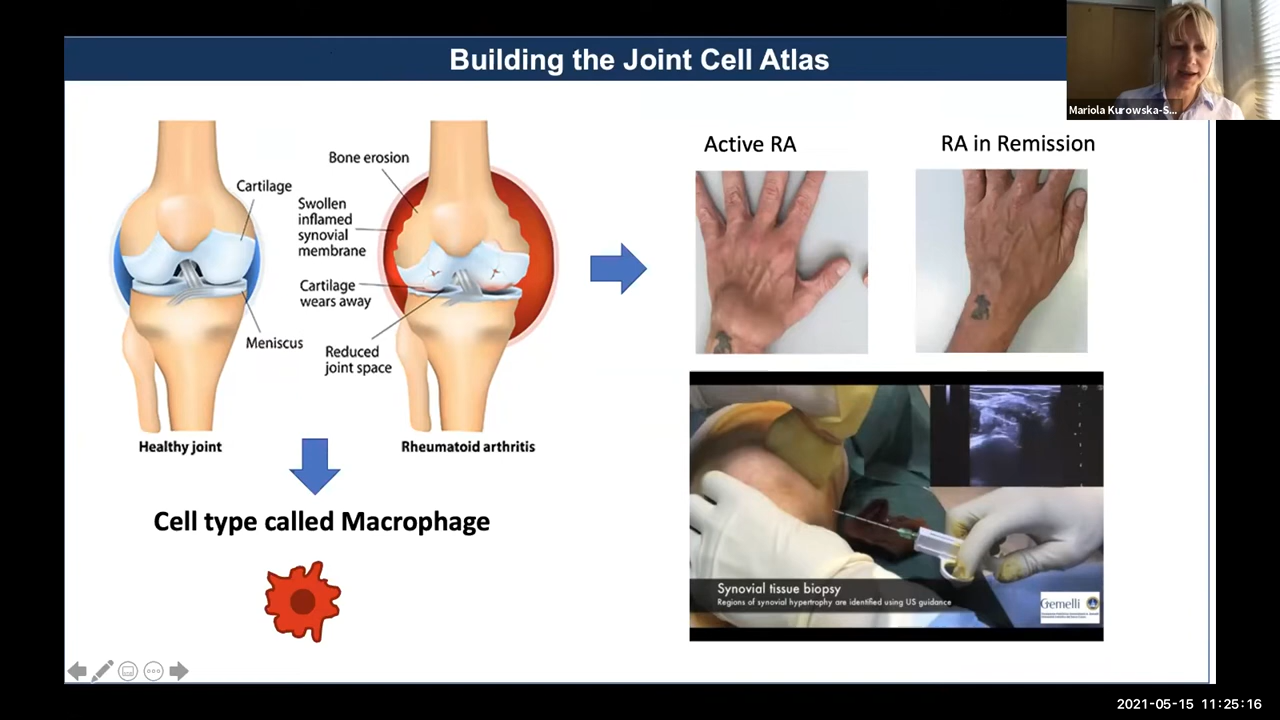 Building the Joint Cell Atlas
Mariola Kurowska-S...
Bone erosion
Cartilage
Swollen
inflamed
synovial
membrane
Cartilage
wears away
Meniscus
Reduced
joint space
Healthy joint
Rheumatoid arthritis
Cell type called Macrophage
Active RA
RA in Remission
Synovial tissue biopsy
Regions of synovial hypertrophy are identified using US guidance
Gemelli
2021-05-15 11:25:16